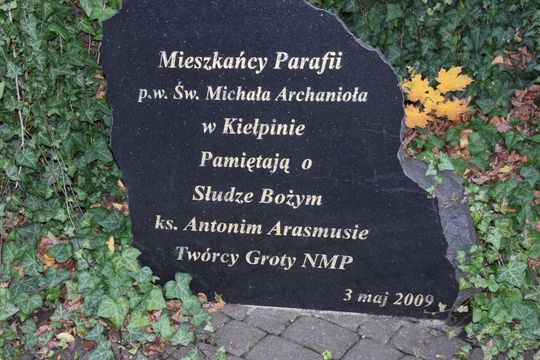 Mieszkańcy Parafii
p.w. Św. Michała Archanioła
w Kiełpinie
Pamiętają o
Słudze Bożym
ks. Antonim Arasmusie
Twórcy Groty NMP
3 maj 2009